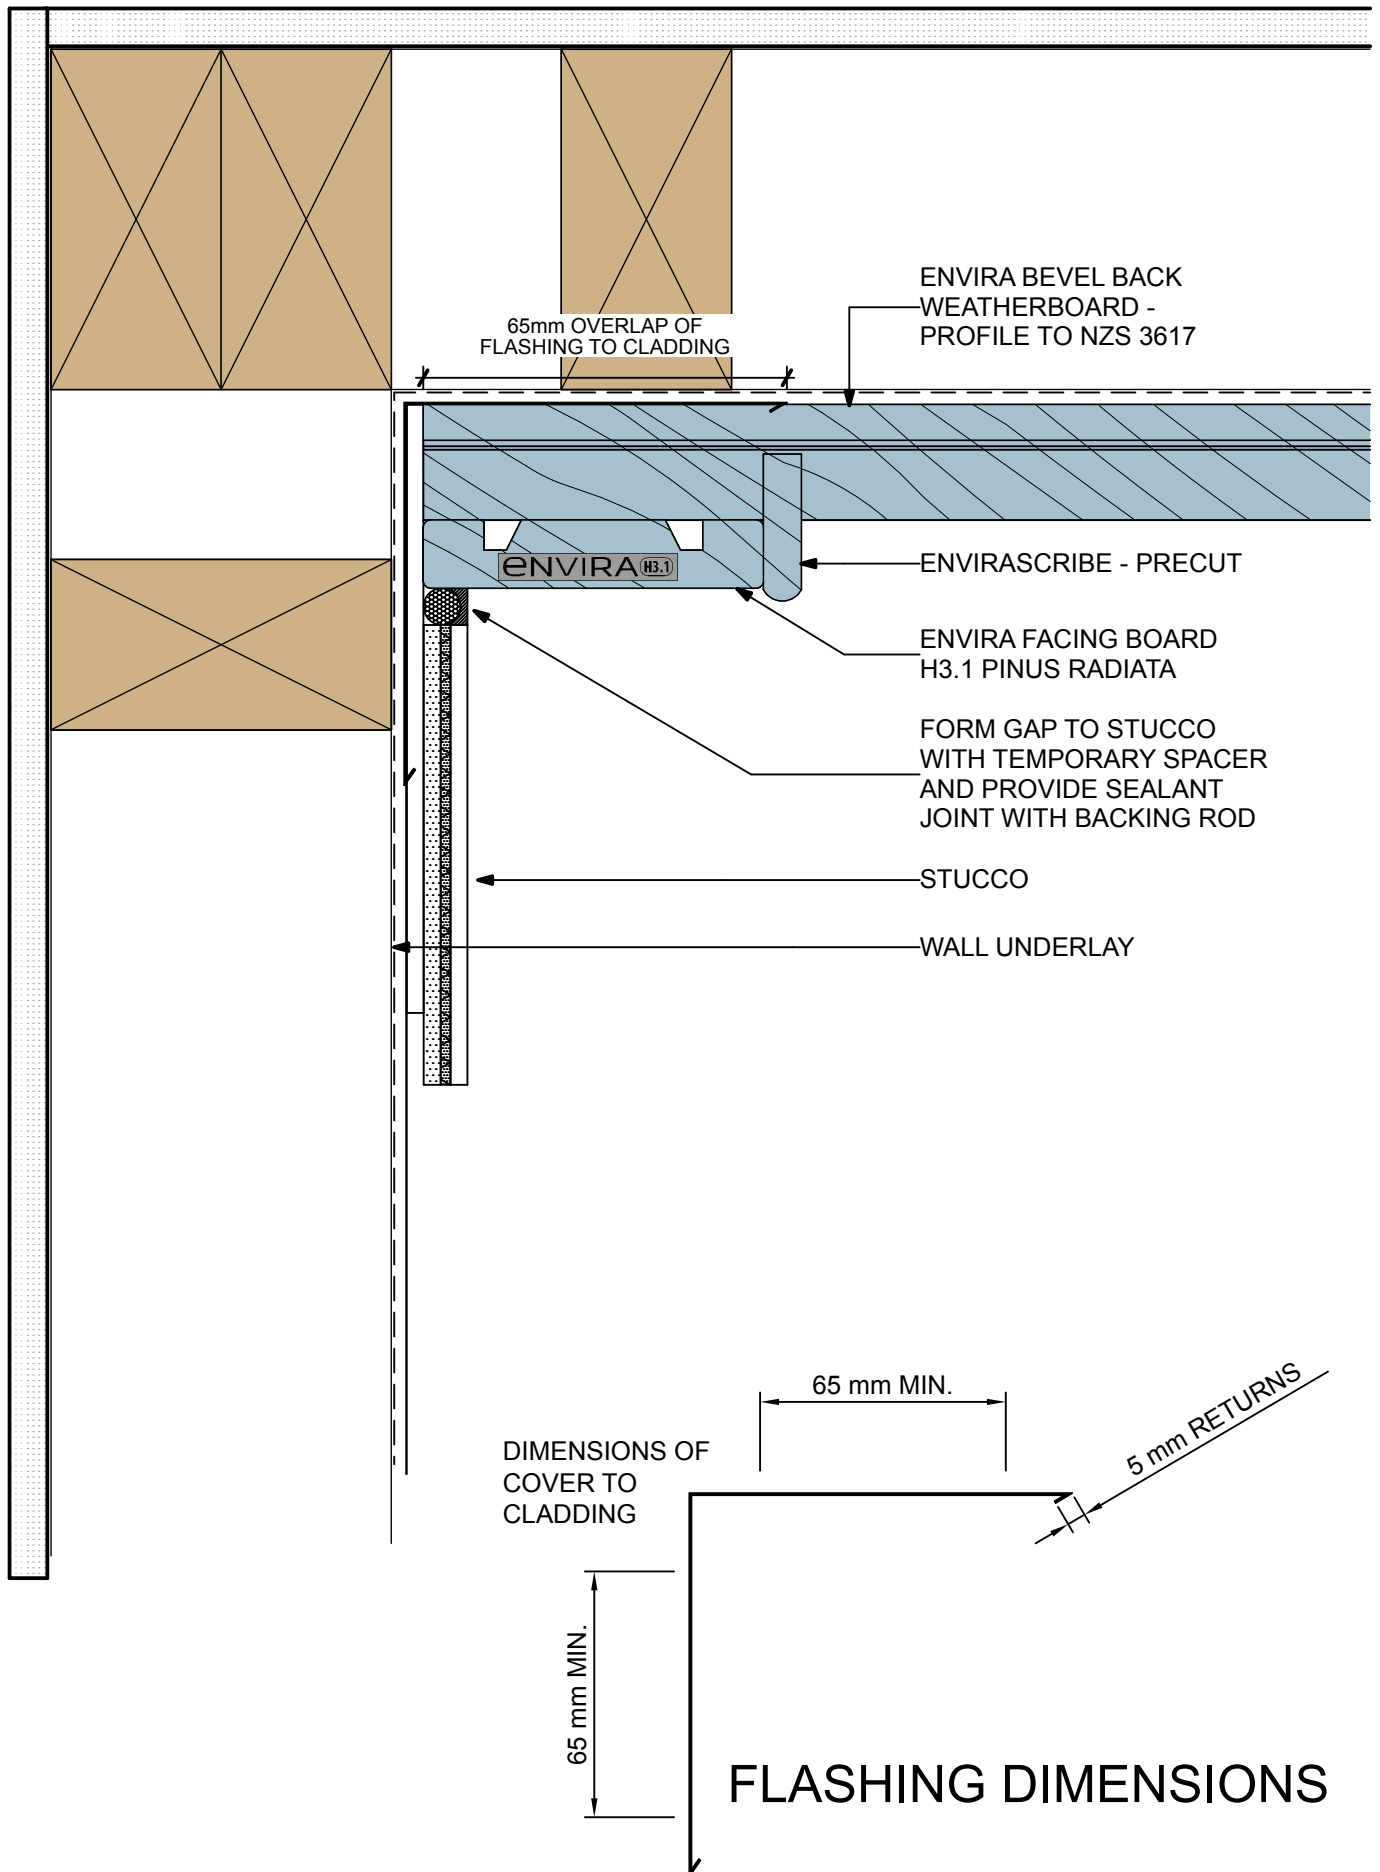 ENVIRA BEVEL BACK
WEATHERBOARD -
PROFILE TO NZS 3617
65mm OVERLAP OF
FLASHING TO CLADDING
eNVIRA H3.1
ENVIRASCRIBE - PRECUT
ENVIRA FACING BOARD
H3.1 PINUS RADIATA
FORM GAP TO STUCCO
WITH TEMPORARY SPACER
AND PROVIDE SEALANT
JOINT WITH BACKING ROD
STUCCO
WALL UNDERLAY
65 mm MIN.
5 mm RETURNS
DIMENSIONS OF
COVER TO
CLADDING
65 mm MIN.
FLASHING DIMENSIONS